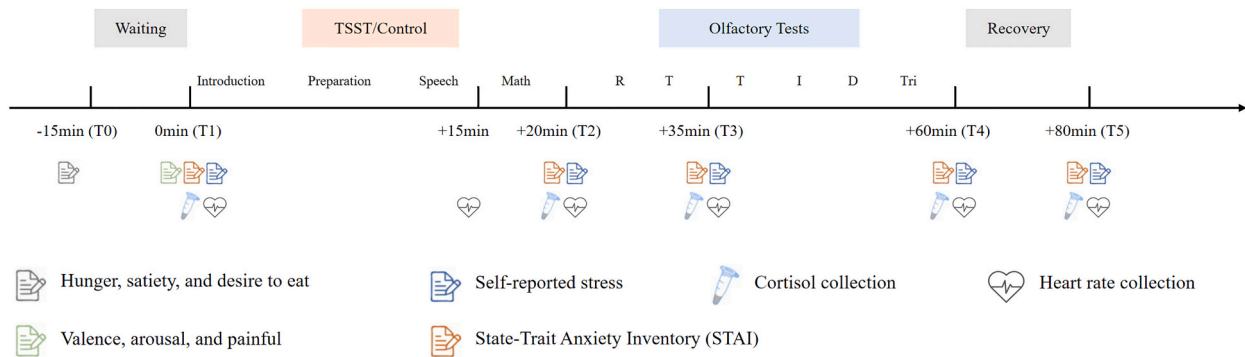 Waiting
TSST/Control
Olfactory Tests
Recovery
Introduction Preparation Speech Math R T T I D Tri
-15min (T0) 0min (T1) +15min +20min (T2) +35min (T3) +60min (T4) +80min (T5)
Hunger, satiety, and desire to eat
Self-reported stress
Cortisol collection
Heart rate collection
Valence, arousal, and painful
State-Trait Anxiety Inventory (STAI)